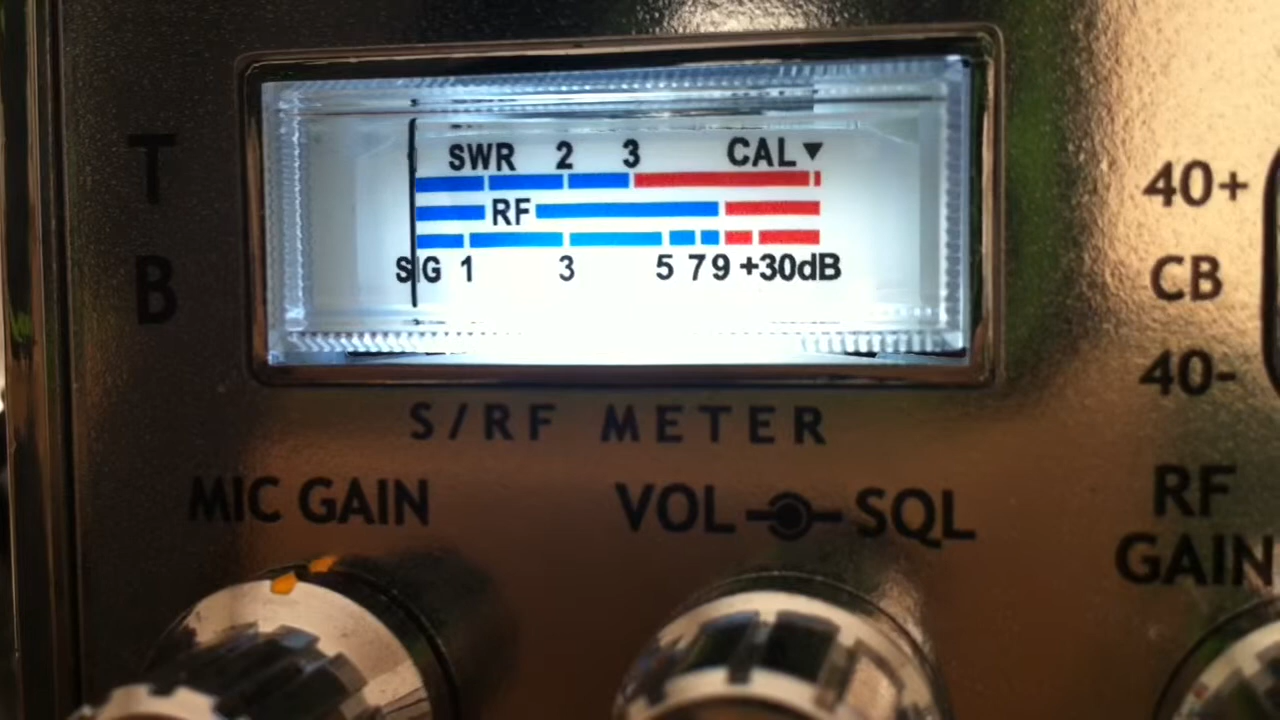 SWR 2 3 CAL▼
RF
SIG 1 3 5 7 9 +30dB
T
B
40+
CB
40-
S/RF METER
MIC GAIN
VOL SQL
RF
GAIN